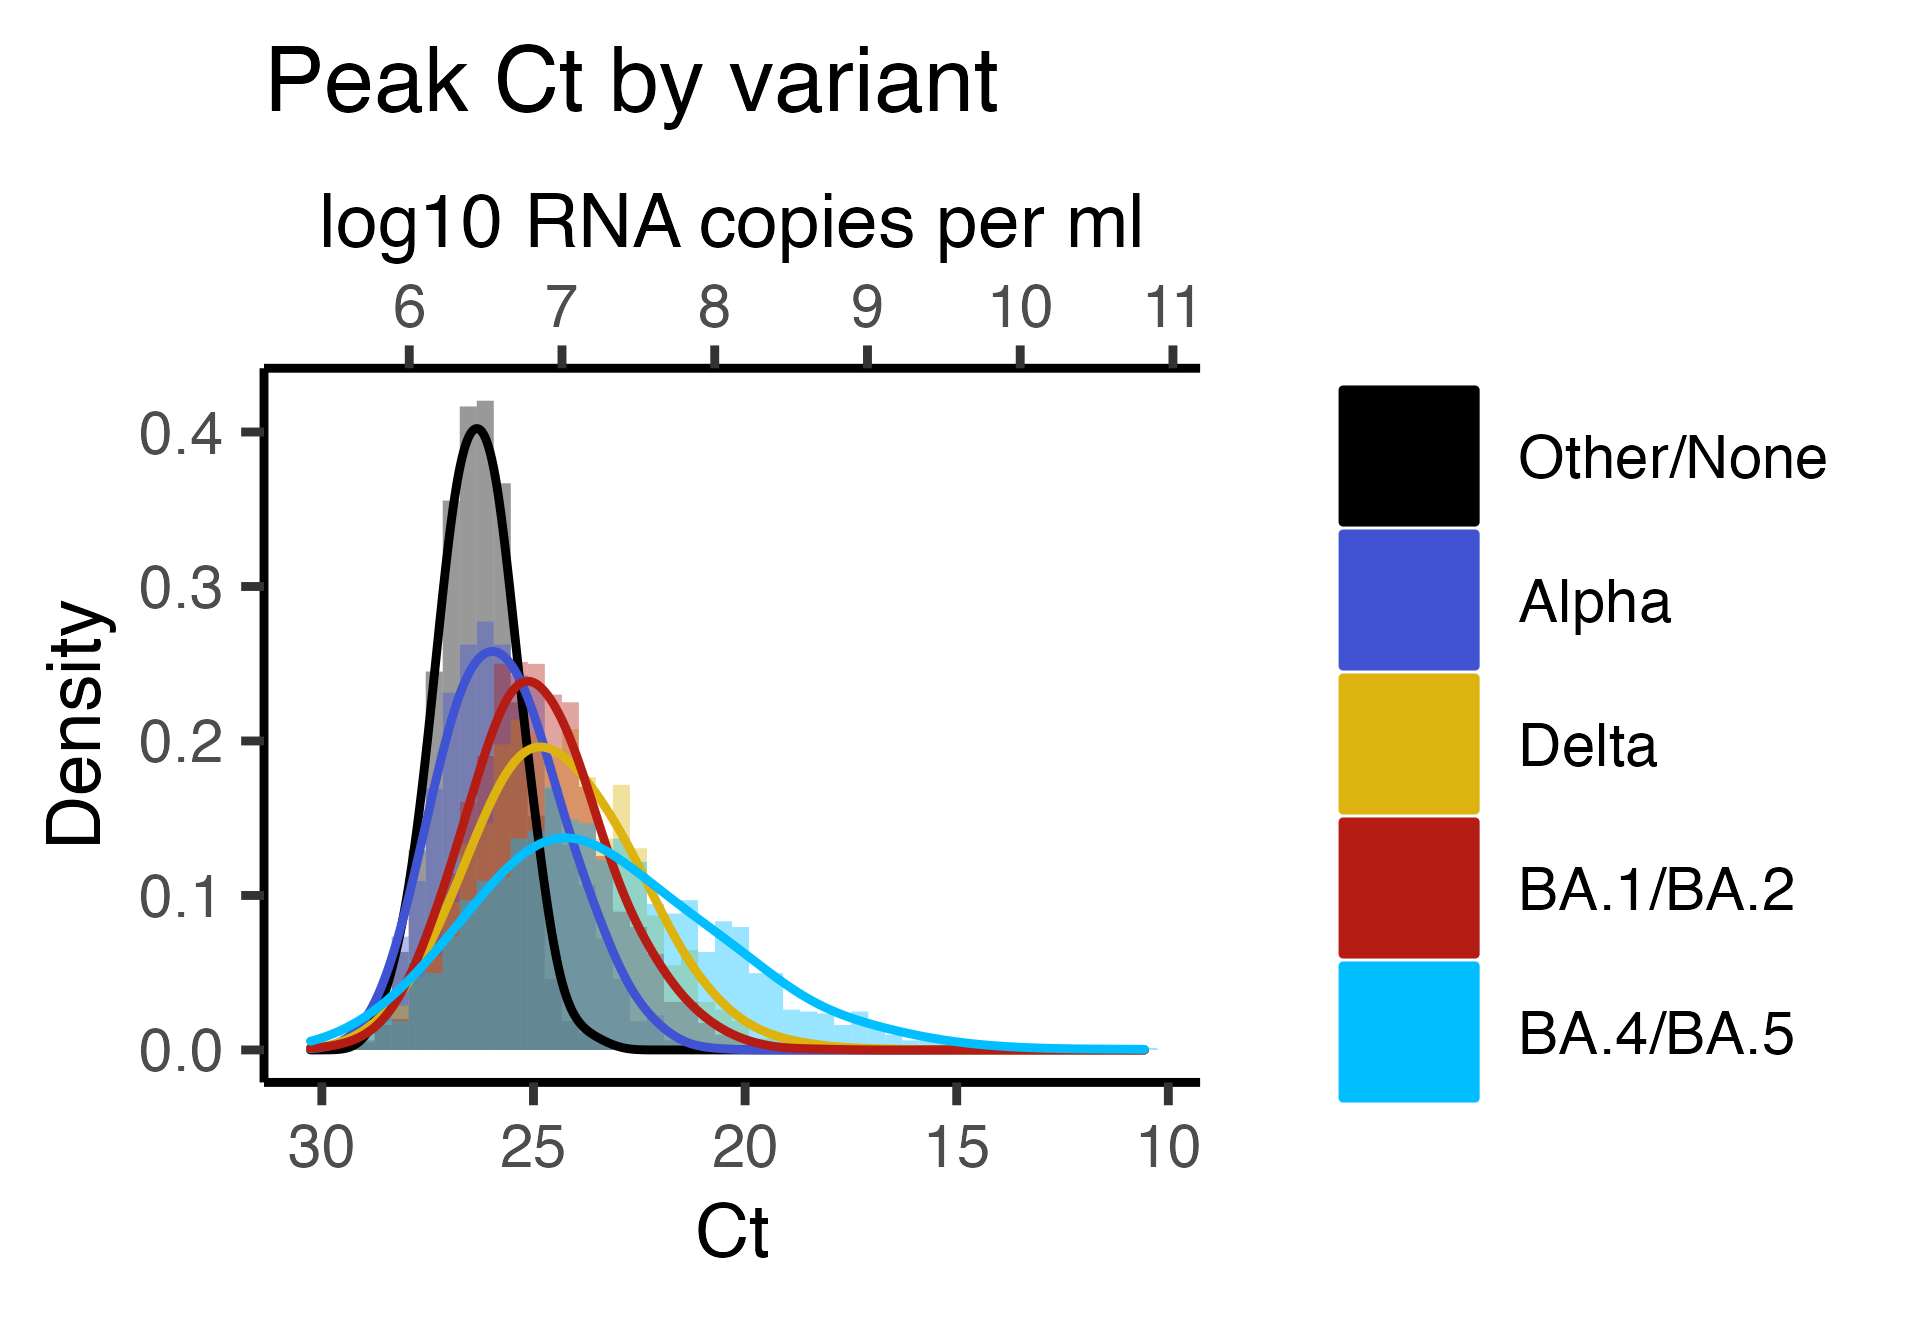 Peak Ct by variant
log10 RNA copies per ml
6 7 8 9 10 11
0.4
0.3
0.2
0.1
0.0
Density
30 25 20 15 10
Ct
Other/None
Alpha
Delta
BA.1/BA.2
BA.4/BA.5